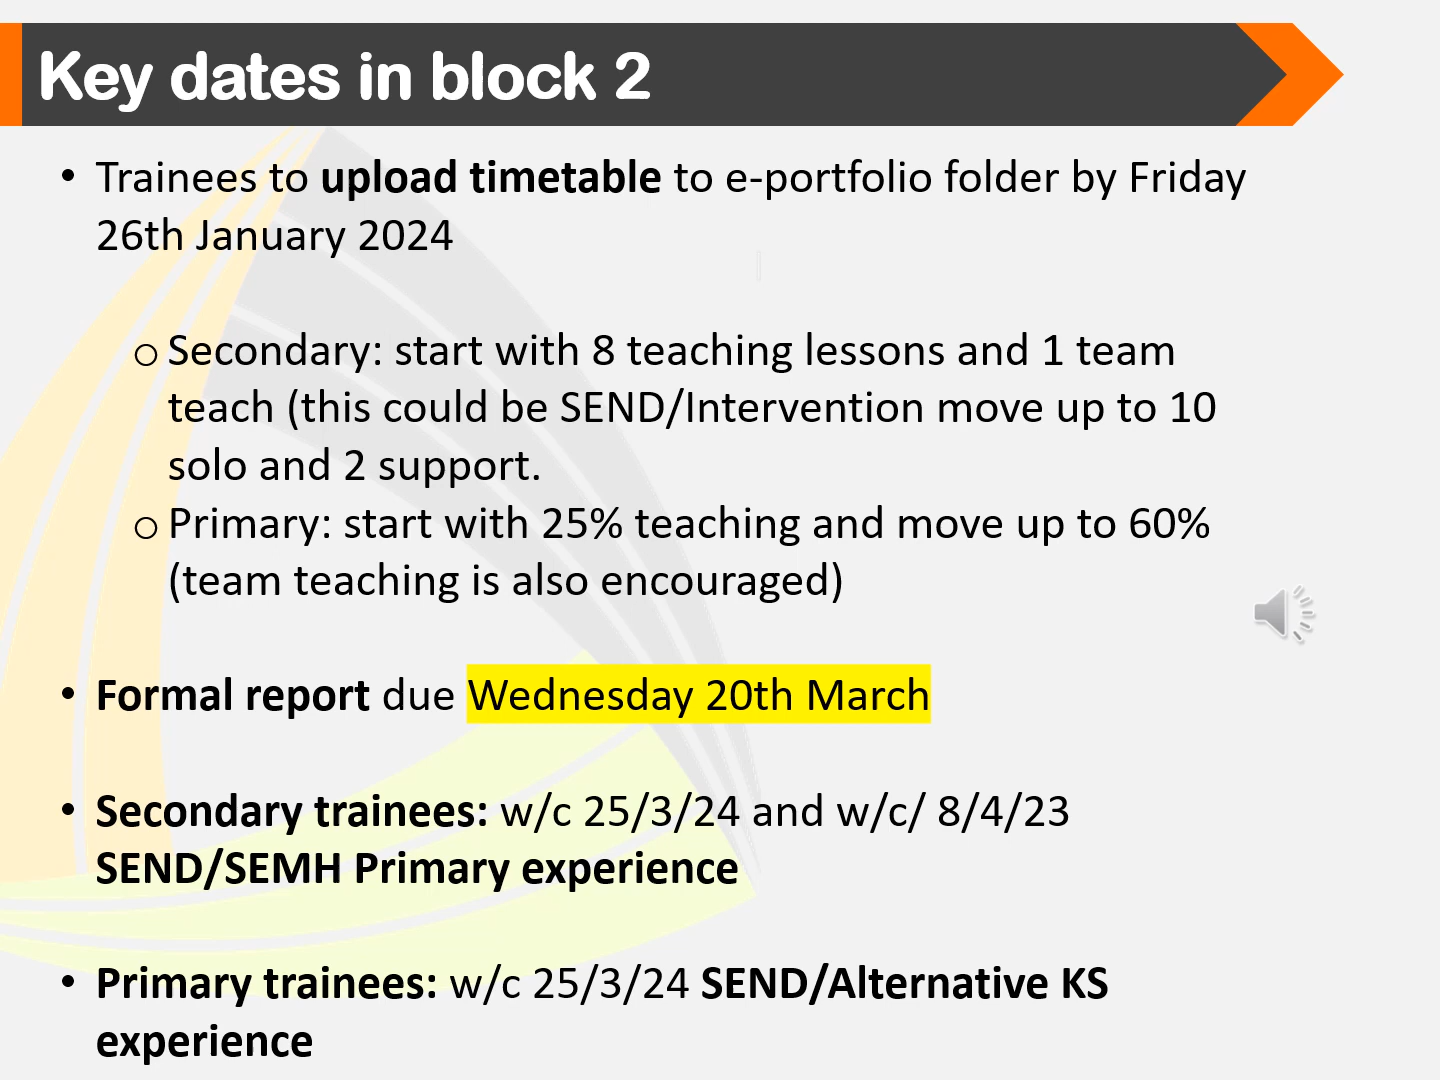 Key dates in block 2
• Trainees to upload timetable to e-portfolio folder by Friday
26th January 2024
o Secondary: start with 8 teaching lessons and 1 team
teach (this could be SEND/Intervention move up to 10
solo and 2 support.
o Primary: start with 25% teaching and move up to 60%
(team teaching is also encouraged)
• Formal report due Wednesday 20th March
• Secondary trainees: w/c 25/3/24 and w/c/ 8/4/23
SEND/SEMH Primary experience
• Primary trainees: w/c 25/3/24 SEND/Alternative KS
experience